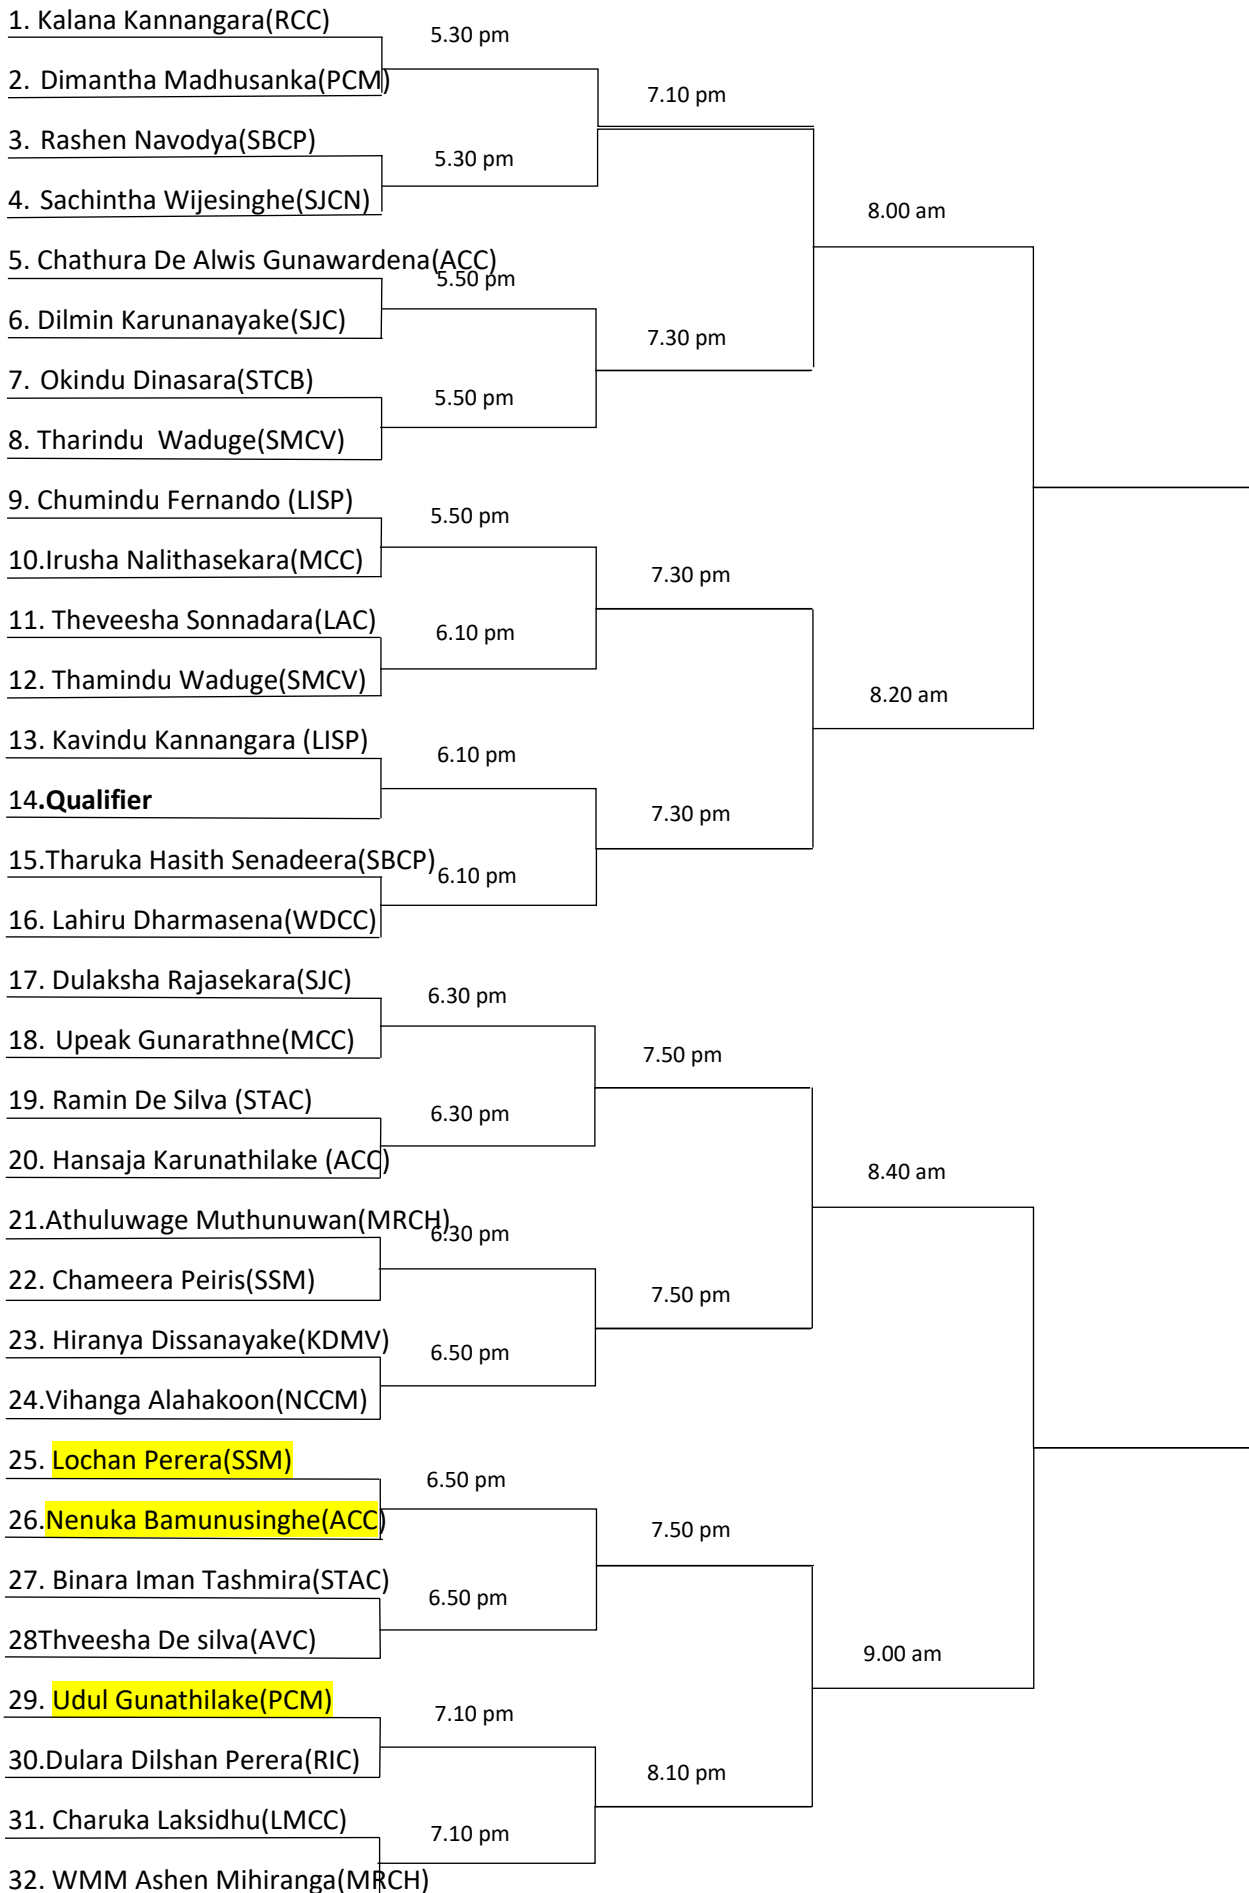 1. Kalana Kannangara(RCC)
5.30 pm
2. Dimantha Madhusanka(PCM)
7.10 pm
3. Rashen Navodya(SBCP)
5.30 pm
4. Sachintha Wijesinghe(SJCN)
8.00 am
5. Chathura De Alwis Gunawardena(ACC)
5.50 pm
6. Dilmin Karunanayake(SJC)
7.30 pm
7. Okindu Dinasara(STCB)
5.50 pm
8. Tharindu Waduge(SMCV)
9. Chumindu Fernando (LISP)
5.50 pm
10.Irusha Nalithasekara(MCC)
7.30 pm
11. Theveesha Sonnadara(LAC)
6.10 pm
12. Thamindu Waduge(SMCV)
8.20 am
13. Kavindu Kannangara (LISP)
6.10 pm
14.Qualifier
7.30 pm
15.Tharuka Hasith Senadeera(SBCP)
6.10 pm
16. Lahiru Dharmasena(WDCC)
17. Dulaksha Rajasekara(SJC)
6.30 pm
18. Upeak Gunarathne(MCC)
7.50 pm
19. Ramin De Silva (STAC)
6.30 pm
20. Hansaja Karunathilake (ACC)
8.40 am
21.Athuluwage Muthunuwan(MRCH)
6.30 pm
22. Chameera Peiris(SSM)
7.50 pm
23. Hiranya Dissanayake(KDMV)
6.50 pm
24.Vihanga Alahakoon(NCCM)
25. Lochan Perera(SSM)
6.50 pm
26.Nenuka Bamunusinghe(ACC)
7.50 pm
27. Binara Iman Tashmira(STAC)
6.50 pm
28Thveesha De silva(AVC)
9.00 am
29. Udul Gunathilake(PCM)
7.10 pm
30.Dulara Dilshan Perera(RIC)
8.10 pm
31. Charuka Laksidhu(LMCC)
7.10 pm
32. WMM Ashen Mihiranga(MRCH)